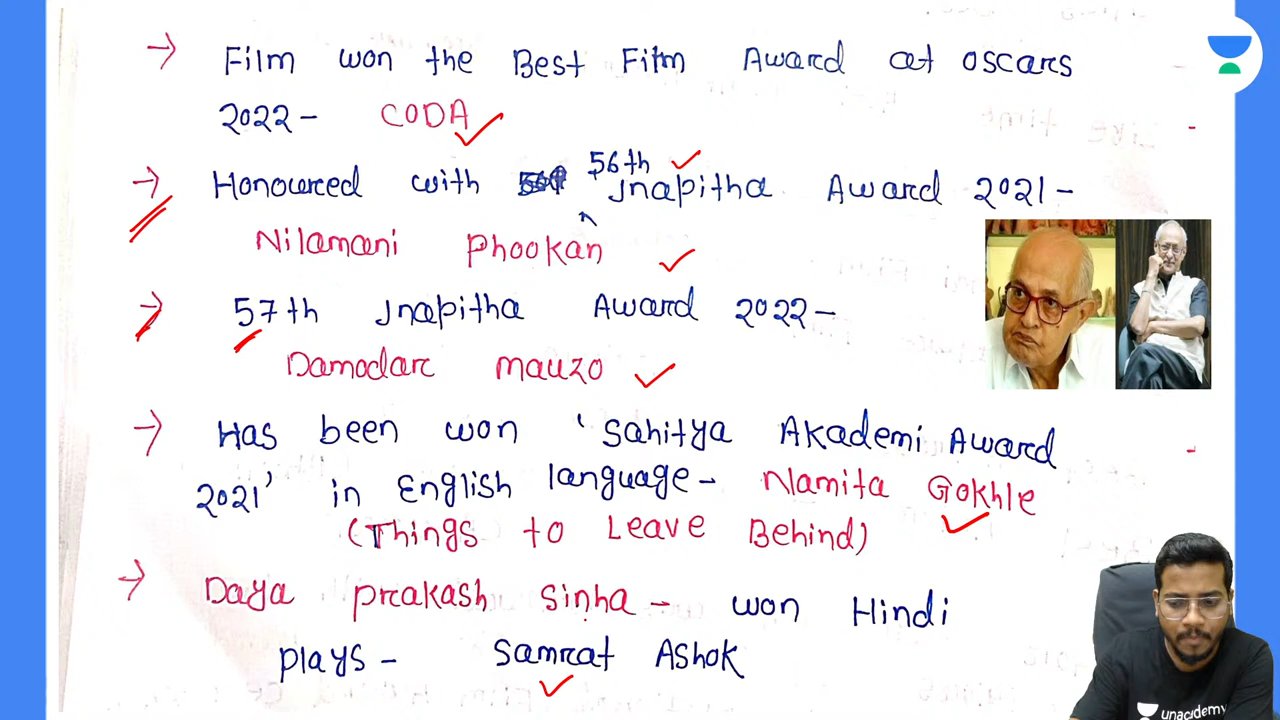 → Film won the Best Film Award at oscars
2022- CODA
56th
→ Honoured with Jnapitha Award 2021-
Nilamani Phookan
→ 57th Jnapitha Award 2022-
Damodar Mauzo
→ Has been won 'Sahitya Akademi Award
2021' in English language- Namita Gokhle
(Things to Leave Behind)
→ Daya Prakash Sinha- won Hindi
plays- Samrat Ashok
unacademy